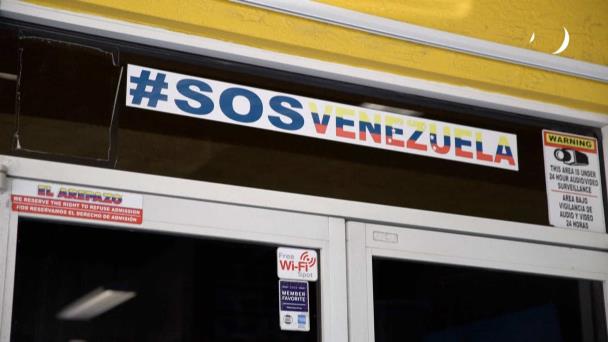 #SOSVENEZUELA
WARNING
THIS AREA IS UNDER
24 HOUR AUDIO/VIDEO
SURVEILLANCE
ÁREA BAJO
VIGILANCIA DE
AUDIO Y VIDEO
24 HORAS
EL AREPAZO
WE RESERVE THE RIGHT TO REFUSE ADMISSION
NOS RESERVAMOS EL DERECHO DE ADMISIÓN
Free
Wi-Fi
Spot
MEMBER
FAVORITE